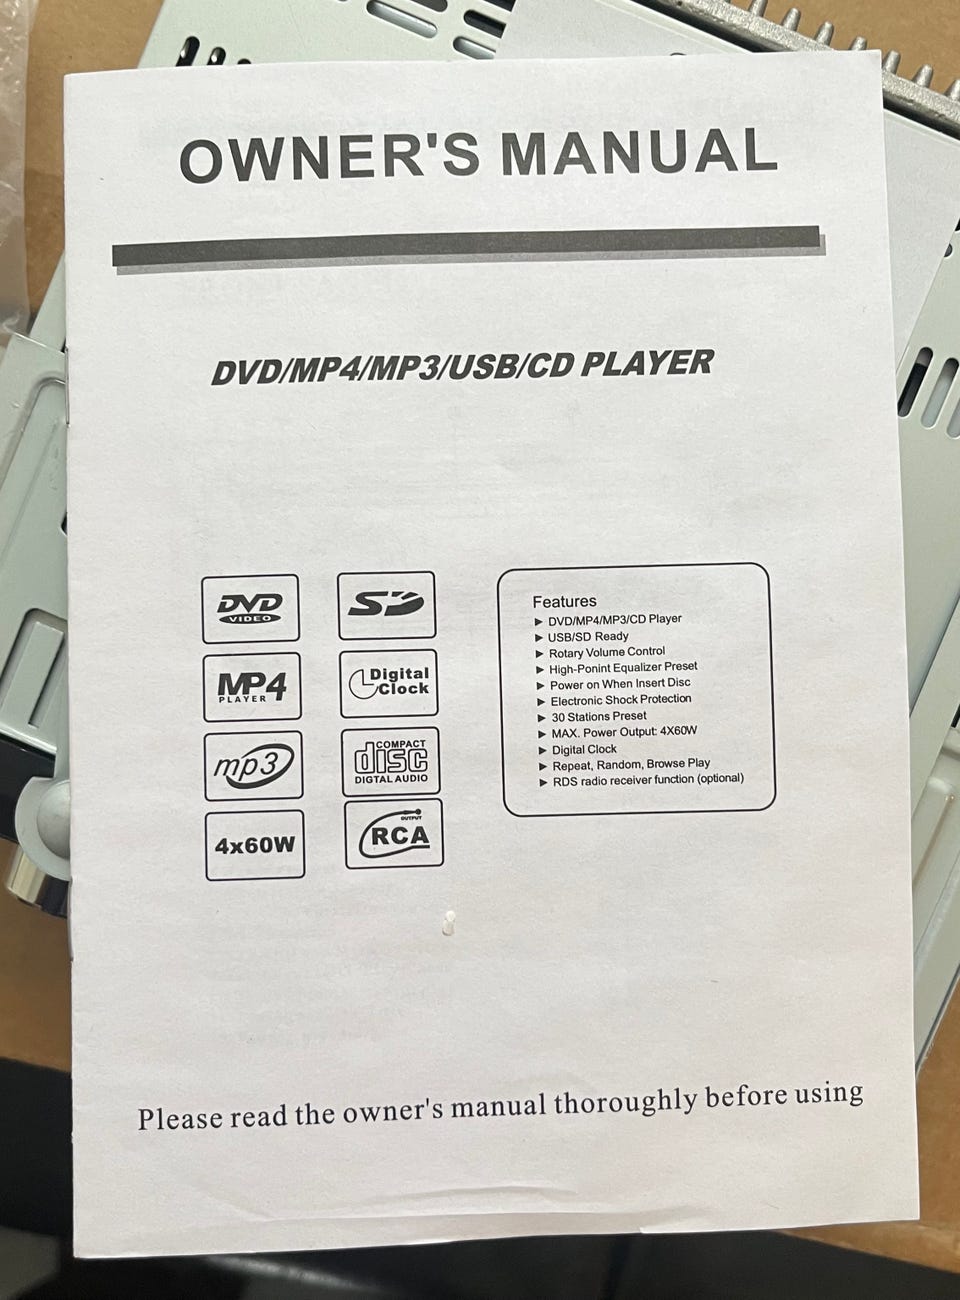 OWNER'S MANUAL
DVD/MP4/MP3/USB/CD PLAYER
DVD
VIDEO
SD
MP4
PLAYER
Digital
Clock
mp3
COMPACT
disc
DIGITAL AUDIO
4x60W
OUTPUT
RCA
Features
► DVD/MP4/MP3/CD Player
► USB/SD Ready
► Rotary Volume Control
► High-Ponint Equalizer Preset
► Power on When Insert Disc
► Electronic Shock Protection
► 30 Stations Preset
► MAX. Power Output: 4X60W
► Digital Clock
► Repeat, Random, Browse Play
► RDS radio receiver function (optional)
Please read the owner's manual thoroughly before using